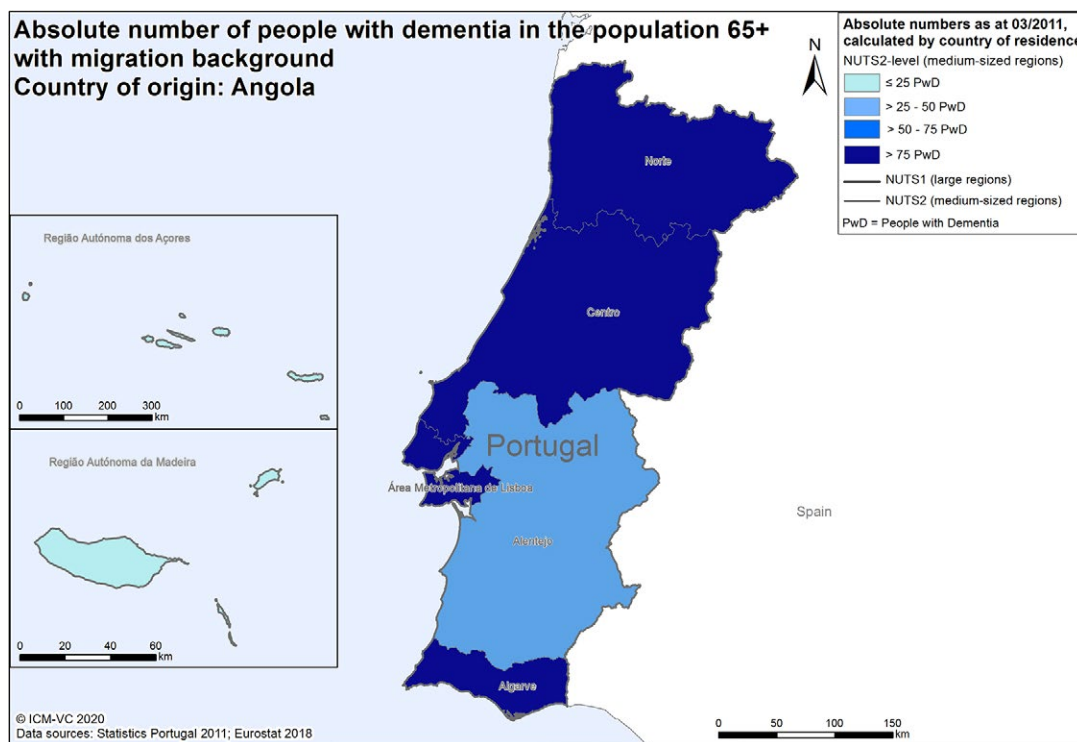 Absolute number of people with dementia in the population 65+
with migration background
Country of origin: Angola
N
Absolute numbers as at 03/2011,
calculated by country of residence
NUTS2-level (medium-sized regions)
≤ 25 PwD
> 25 - 50 PwD
> 50 - 75 PwD
> 75 PwD
NUTS1 (large regions)
NUTS2 (medium-sized regions)
PwD = People with Dementia
Norte
Região Autónoma dos Açores
0 100 200 300
km
Centro
Portugal
Região Autónoma da Madeira
0 20 40 60
km
Área Metropolitana de Lisboa
Spain
Alentejo
Algarve
© ICM-VC 2020
Data sources: Statistics Portugal 2011; Eurostat 2018
0 50 100 150
km